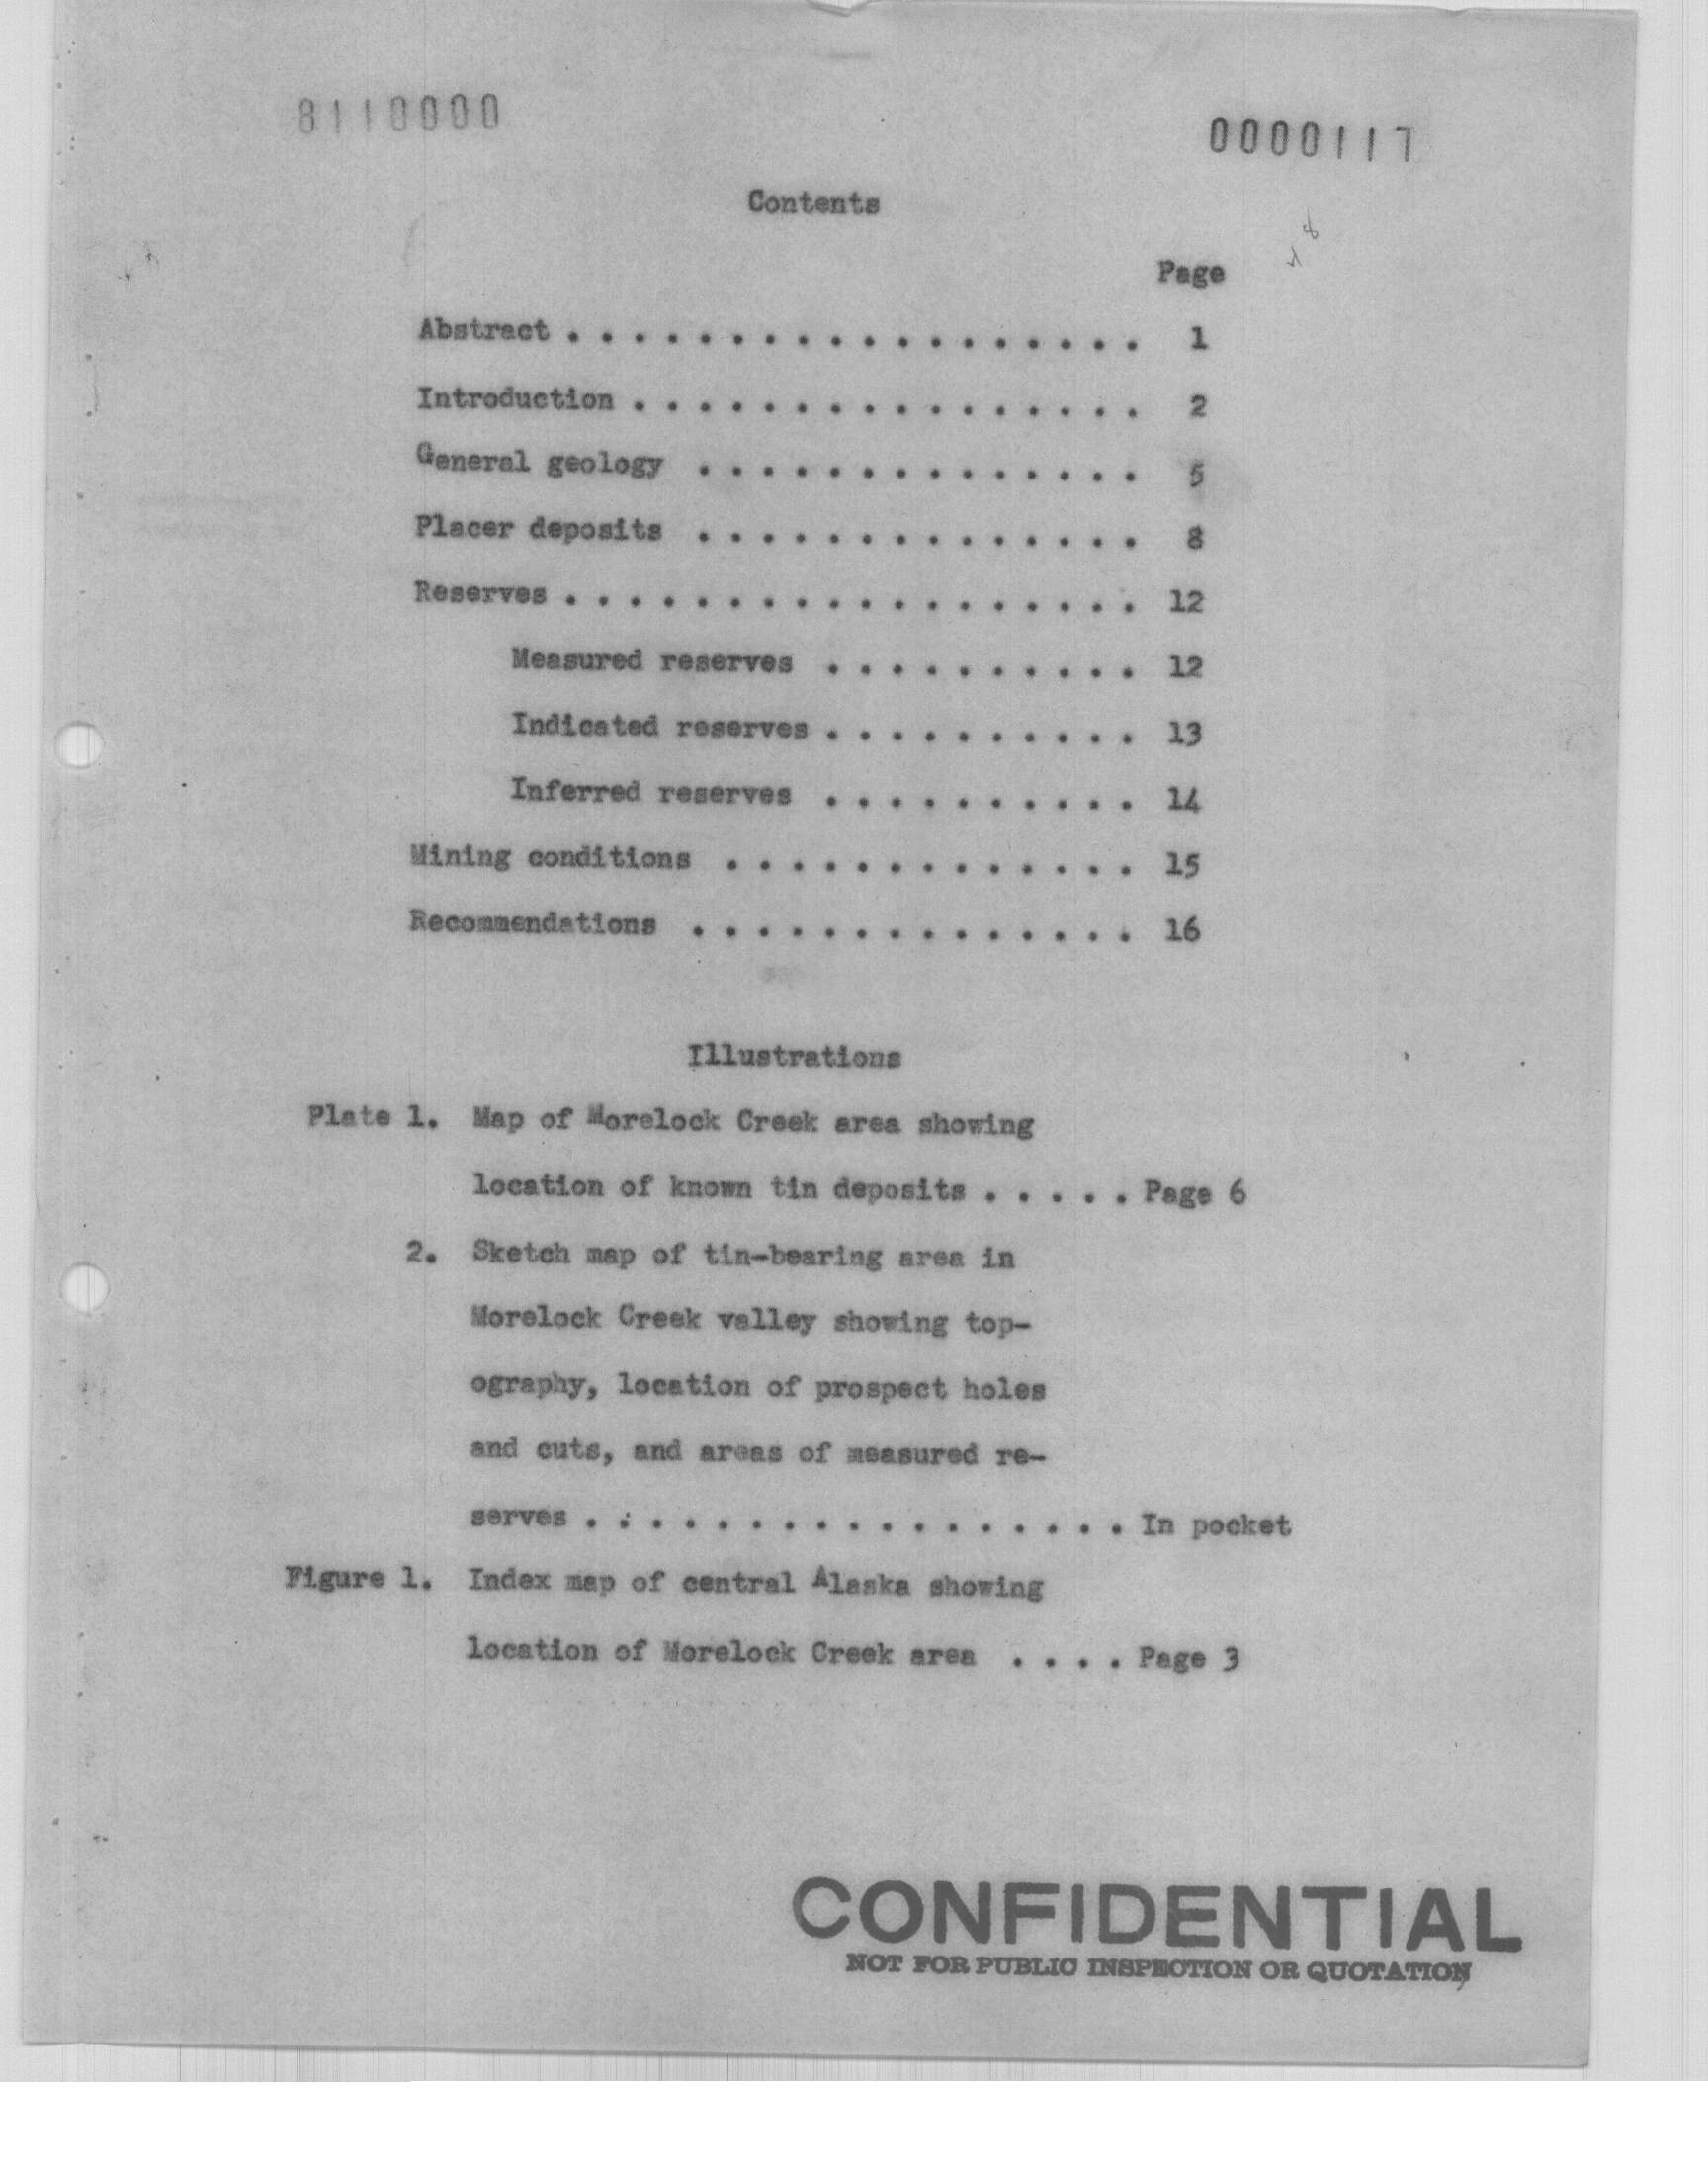 8110000
0000117
Contents
Page
Abstract . . . . . . . . . . . . . . . . . . 1
Introduction . . . . . . . . . . . . . . . . 2
General geology . . . . . . . . . . . . . . 5
Placer deposits . . . . . . . . . . . . . . 8
Reserves . . . . . . . . . . . . . . . . . . 12
Measured reserves . . . . . . . . . . 12
Indicated reserves . . . . . . . . . . 13
Inferred reserves . . . . . . . . . . 14
Mining conditions . . . . . . . . . . . . . 15
Recommendations . . . . . . . . . . . . . . 16
Illustrations
Plate 1. Map of Morelock Creek area showing
location of known tin deposits . . . . . Page 6
2. Sketch map of tin-bearing area in
Morelock Creek valley showing top-
ography, location of prospect holes
and cuts, and areas of measured re-
serves . . . . . . . . . . . . . . . . . In pocket
Figure 1. Index map of central Alaska showing
location of Morelock Creek area . . . . Page 3
CONFIDENTIAL
NOT FOR PUBLIC INSPECTION OR QUOTATION